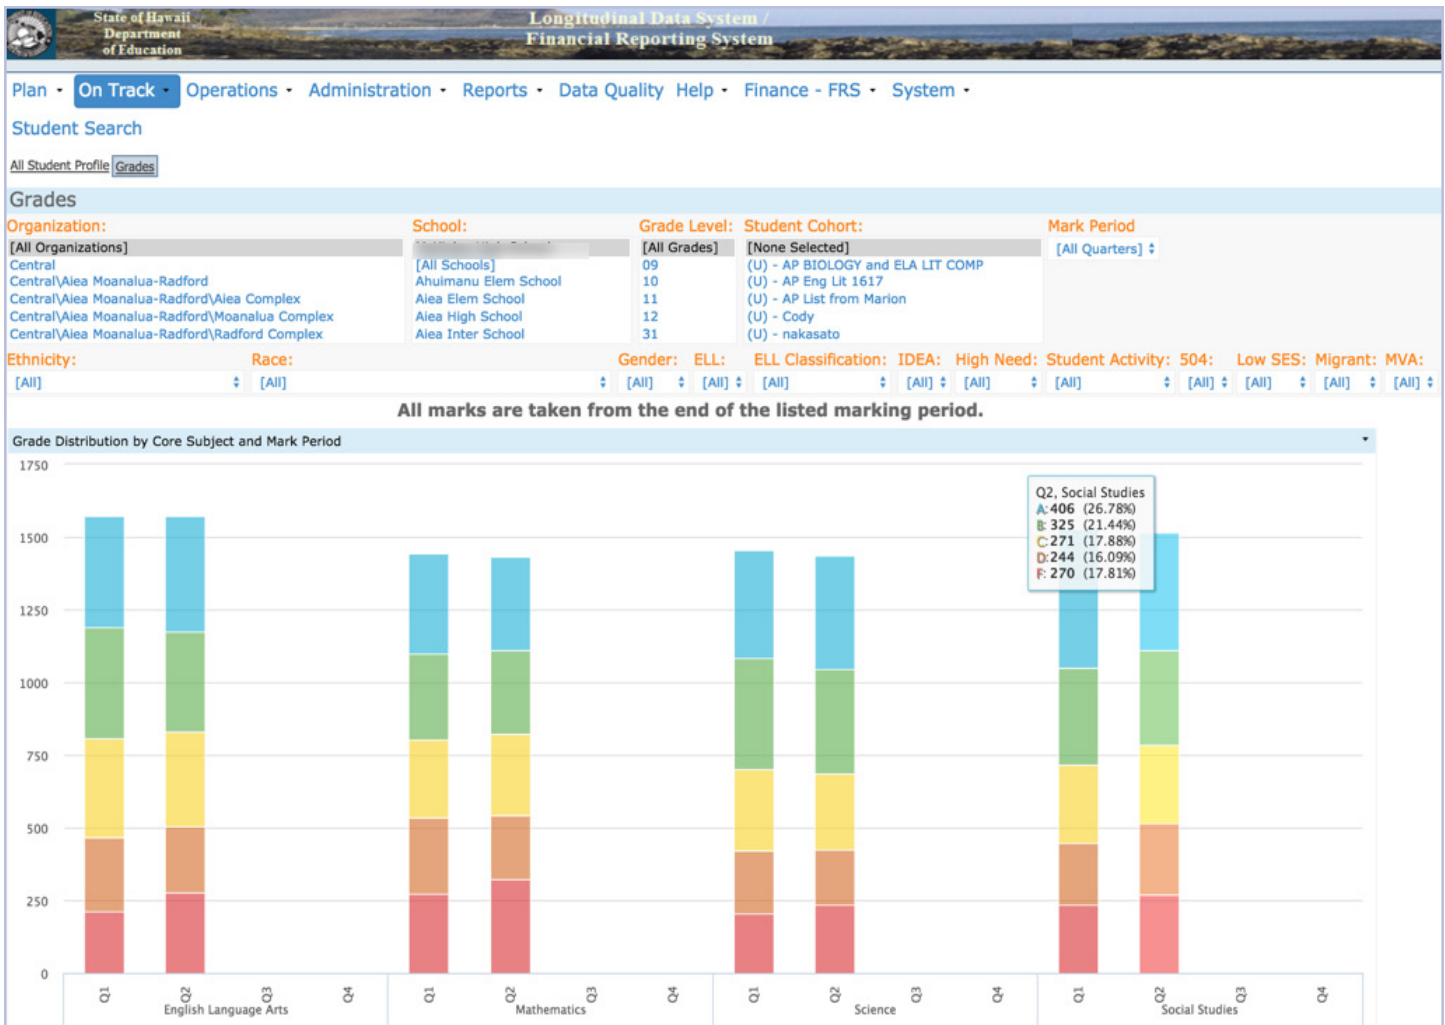 State of Hawaii
Department
of Education
Longitudinal Data System /
Financial Reporting System
Plan On Track Operations Administration Reports Data Quality Help Finance - FRS System
Student Search
All Student Profile Grades
Grades
Organization: School: Grade Level: Student Cohort: Mark Period
[All Organizations] [All Grades] [None Selected] [All Quarters]
Central [All Schools] 09 (U) - AP BIOLOGY and ELA LIT COMP
Central\Aiea Moanalua-Radford Ahuimanu Elem School 10 (U) - AP Eng Lit 1617
Central\Aiea Moanalua-Radford\Aiea Complex Aiea Elem School 11 (U) - AP List from Marion
Central\Aiea Moanalua-Radford\Moanalua Complex Aiea High School 12 (U) - Cody
Central\Aiea Moanalua-Radford\Radford Complex Aiea Inter School 31 (U) - nakasato
Ethnicity: Race: Gender: ELL: ELL Classification: IDEA: High Need: Student Activity: 504: Low SES: Migrant: MVA:
[All] [All] [All] [All] [All] [All] [All] [All] [All] [All] [All] [All]
All marks are taken from the end of the listed marking period.
Grade Distribution by Core Subject and Mark Period
1750
1500
1250
1000
750
500
250
0
Q2, Social Studies
A: 406 (26.78%)
B: 325 (21.44%)
C: 271 (17.88%)
D: 244 (16.09%)
F: 270 (17.81%)
Q1 Q2 Q3 Q4 Q1 Q2 Q3 Q4 Q1 Q2 Q3 Q4 Q1 Q2 Q3 Q4
English Language Arts Mathematics Science Social Studies